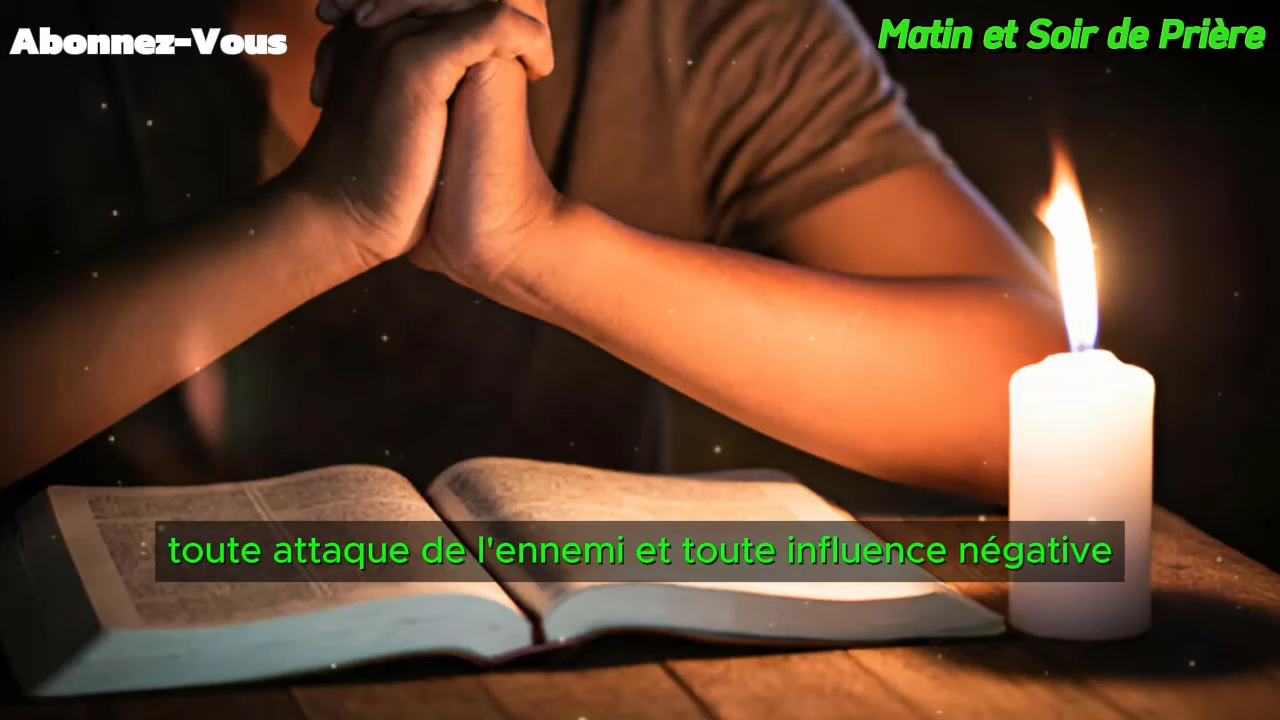 Abonnez-Vous
Matin et Soir de Prière
toute attaque de l'ennemi et toute influence négative